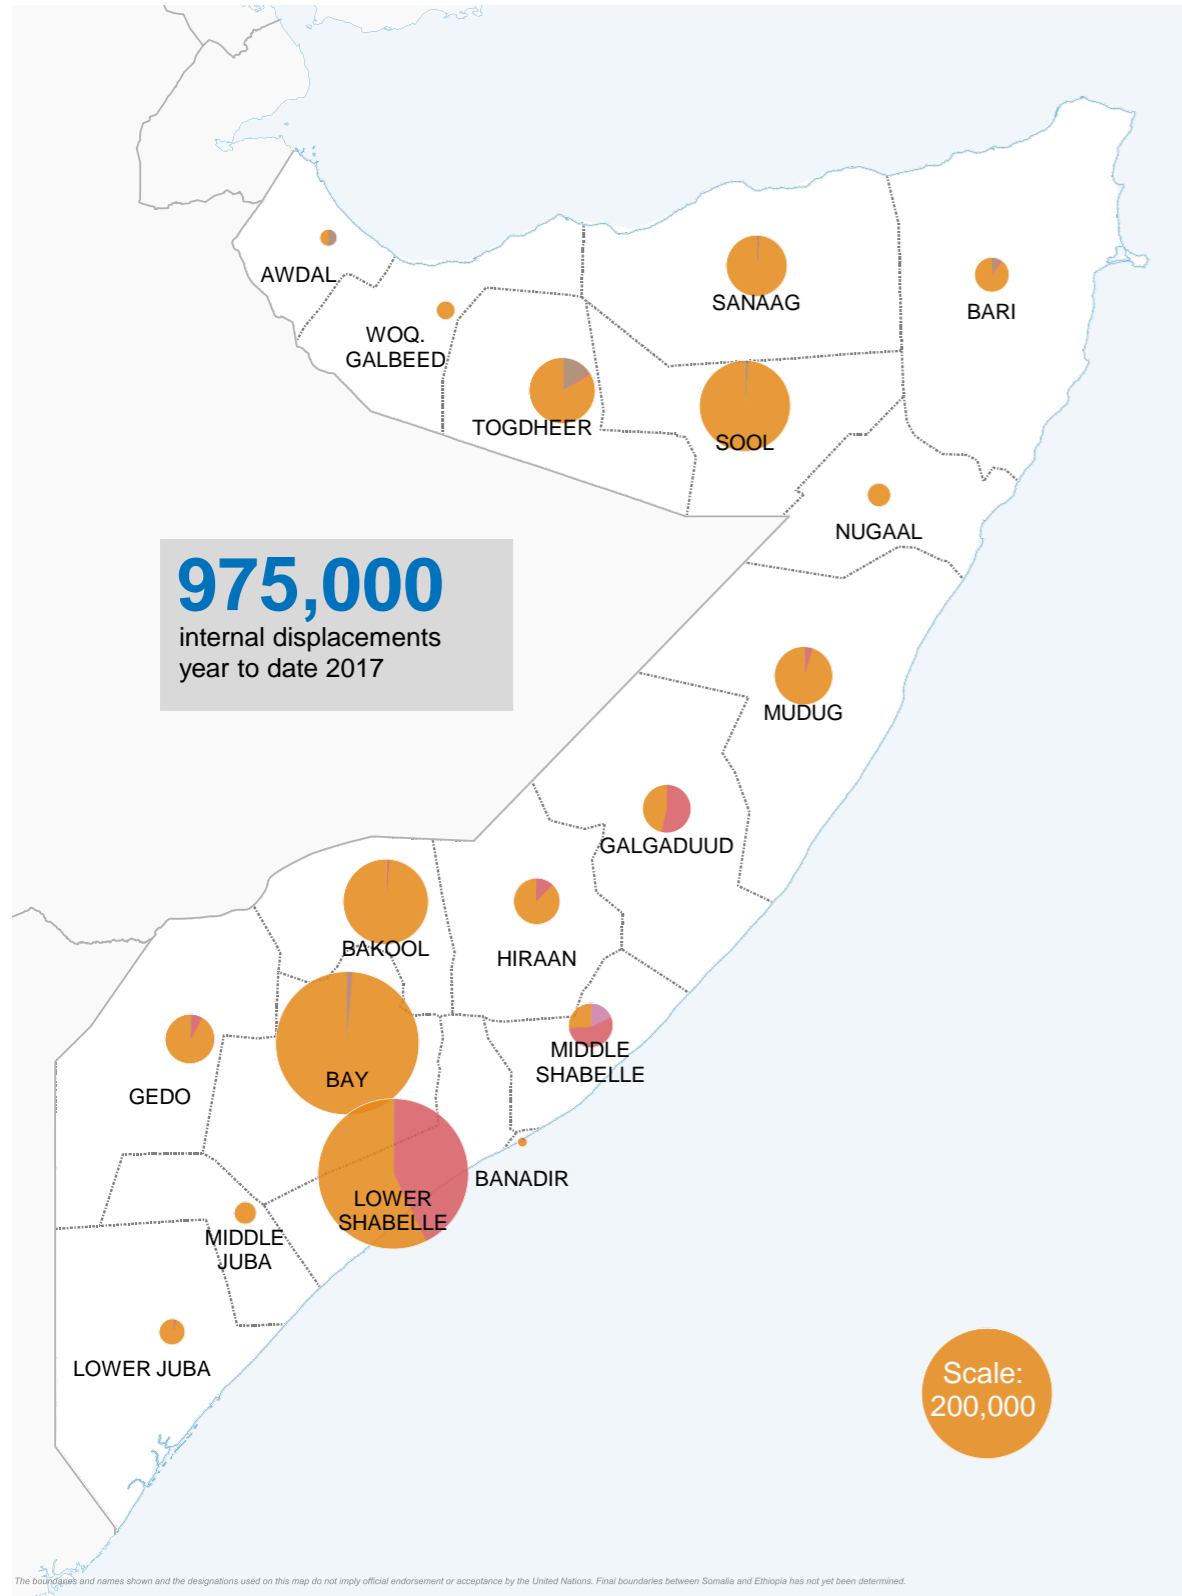 AWDAL
WOQ.
GALBEED
TOGDHEER
SANAAG
SOOL
BARI
NUGAAL
975,000
internal displacements
year to date 2017
MUDUG
GALGADUUD
BAKOOL
HIRAAN
BAY
MIDDLE
SHABELLE
GEDO
BANADIR
LOWER
SHABELLE
MIDDLE
JUBA
LOWER JUBA
Scale:
200,000
The boundaries and names shown and the designations used on this map do not imply official endorsement or acceptance by the United Nations. Final boundaries between Somalia and Ethiopia has not yet been determined.